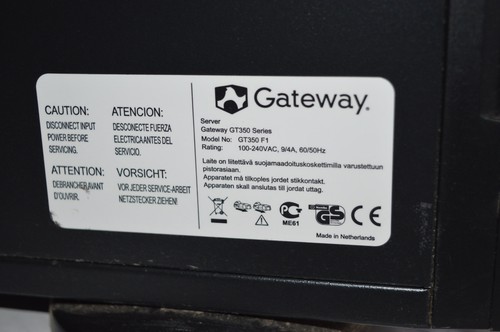 CAUTION:
DISCONNECT INPUT
POWER BEFORE
SERVICING.
ATENCION:
DESCONECTE FUERZA
ELECTRICAANTES DEL
SERVICIO.
ATTENTION:
DEBRANCHER AVANT
D'OUVRIR.
VORSICHT:
VOR JEDER SERVICE-ARBEIT
NETZSTECKER ZIEHEN!
Gateway.
Server
Gateway GT350 Series
Model No: GT350 F1
Rating: 100-240VAC, 9/4A, 60/50Hz
Laite on liitettävä suojamaadoituskoskettimilla varustettuun
pistorasiaan.
Apparatet må tilkoples jordet stikkontakt.
Apparaten skall anslutas till jordat uttag.
ME61
GS
CE
Made in Netherlands